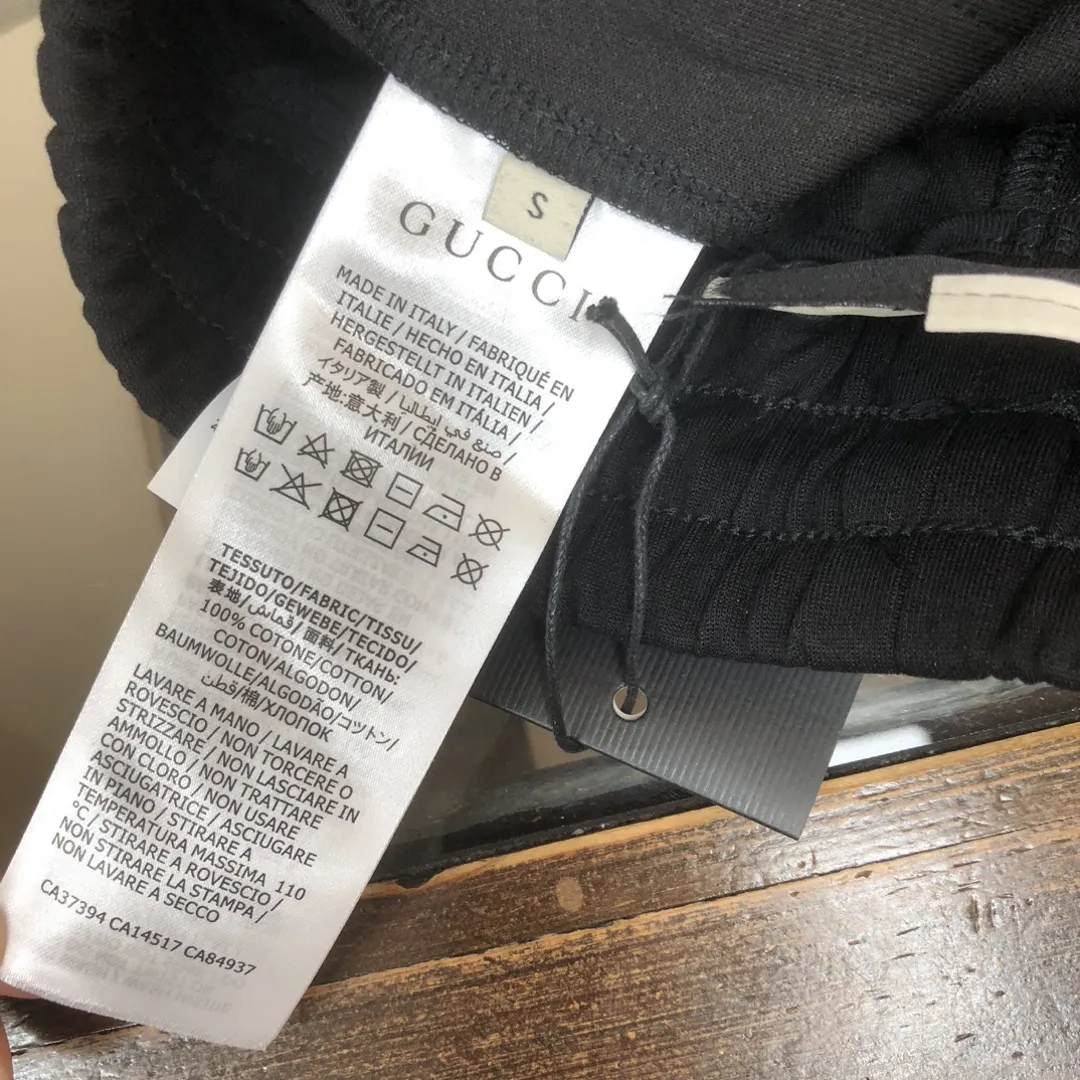 S
GUCCI
MADE IN ITALY / FABRIQUÉ EN
ITALIE / HECHO EN ITALIA /
HERGESTELLT IN ITALIEN /
FABRICADO EM ITÁLIA /
イタリア製 / صنع في إيطاليا /
产地:意大利 / СДЕЛАНО В
ИТАЛИИ
TESSUTO/FABRIC/TISSU/
TEJIDO/GEWEBE/TECIDO/
表地/قماش/面料/ТКАНЬ:
100% COTONE/COTTON/
COTON/ALGODON/
BAUMWOLLE/ALGODÃO/コットン/
قطن/棉/ХЛОПОК
LAVARE A MANO / LAVARE A
ROVESCIO / NON TORCERE O
STRIZZARE / NON LASCIARE IN
AMMOLLO / NON TRATTARE
CON CLORO / NON USARE
ASCIUGATRICE / ASCIUGARE
IN PIANO / STIRARE A
TEMPERATURA MASSIMA 110
°C / STIRARE A ROVESCIO /
NON STIRARE LA STAMPA /
NON LAVARE A SECCO
CA37394 CA14517 CA84937